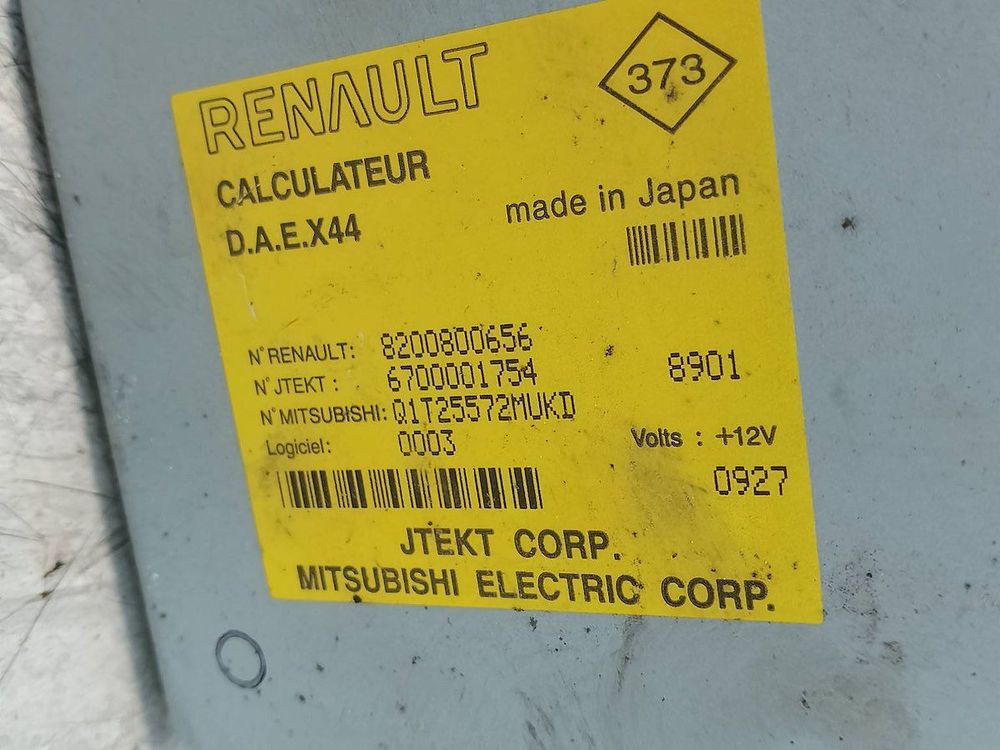 RENAULT
373
CALCULATEUR
D.A.E.X44
made in Japan
N° RENAULT: 8200800656
N° JTEKT : 6700001754
8901
N° MITSUBISHI: Q1T25572MUKD
Logiciel: 0003
Volts : +12V
0927
JTEKT CORP.
MITSUBISHI ELECTRIC CORP.